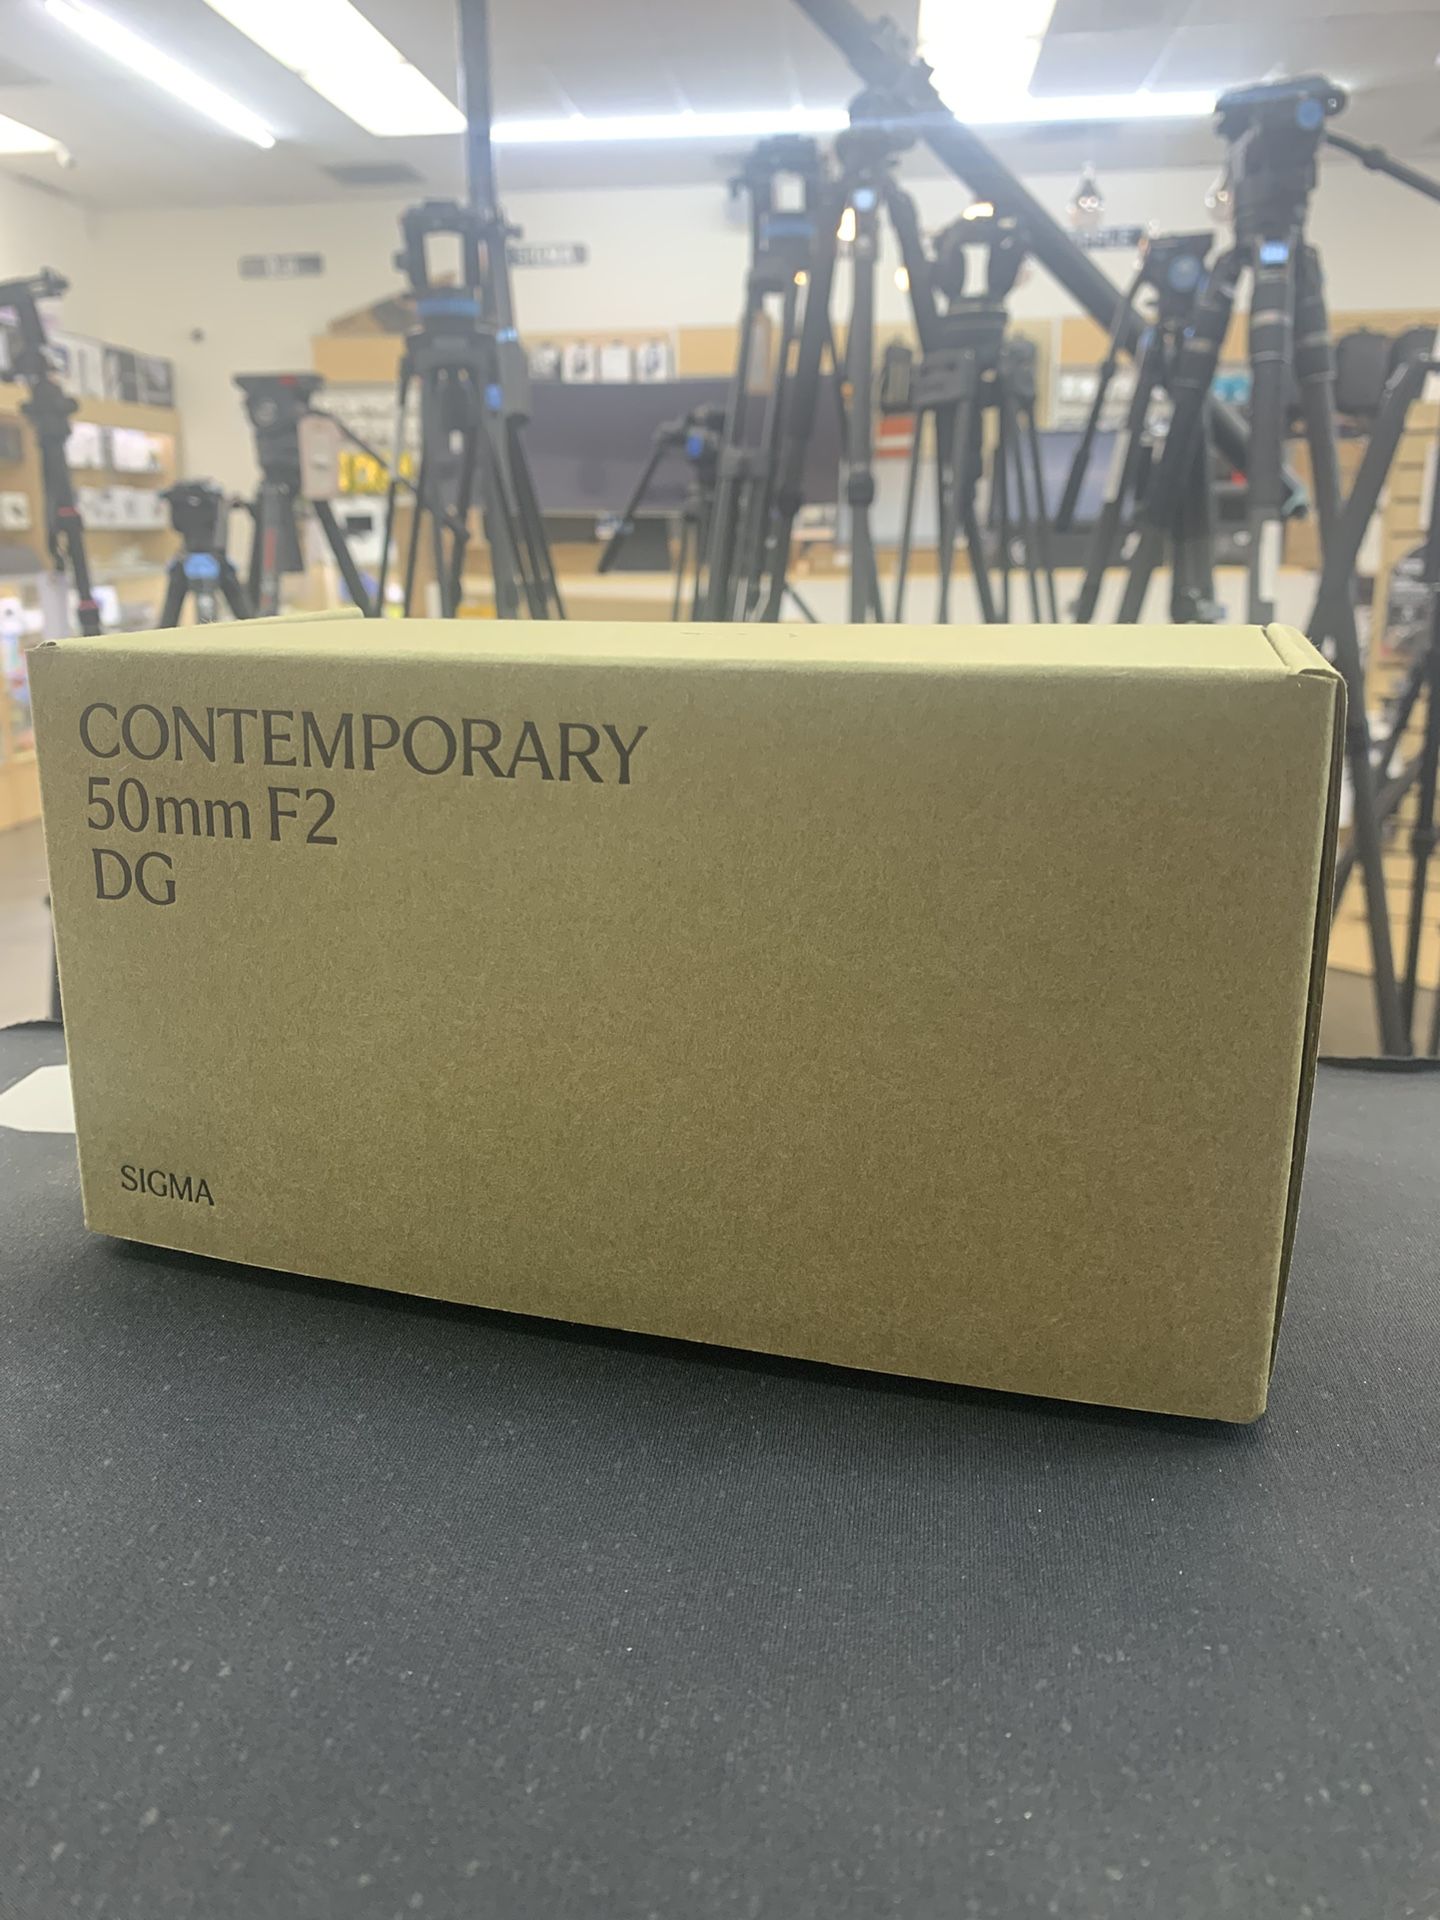 CONTEMPORARY
50mm F2
DG
SIGMA